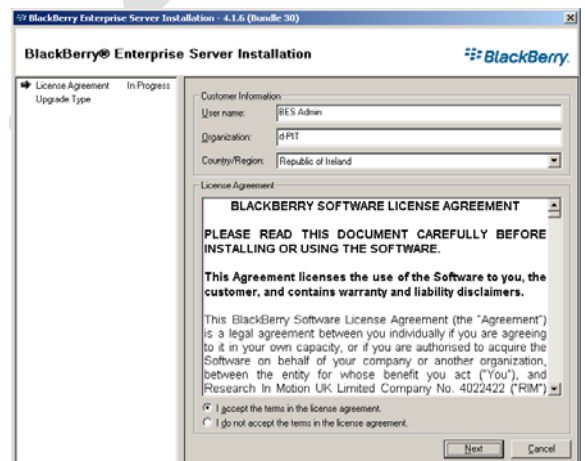 BlackBerry Enterprise Server Installation - 4.1.6 (Bundle 30)
BlackBerry® Enterprise Server Installation
BlackBerry.
License Agreement In Progress
Upgrade Type
Customer Information
User name: BES Admin
Organization: d-PIT
Country/Region: Republic of Ireland
License Agreement
BLACKBERRY SOFTWARE LICENSE AGREEMENT
PLEASE READ THIS DOCUMENT CAREFULLY BEFORE
INSTALLING OR USING THE SOFTWARE.
This Agreement licenses the use of the Software to you, the
customer, and contains warranty and liability disclaimers.
This BlackBerry Software License Agreement (the "Agreement")
is a legal agreement between you individually if you are agreeing
to it in your own capacity, or if you are authorised to acquire the
Software on behalf of your company or another organization,
between the entity for whose benefit you act ("You"), and
Research In Motion UK Limited Company No. 4022422 ("RIM")
I accept the terms in the license agreement.
I do not accept the terms in the license agreement.
Next Cancel